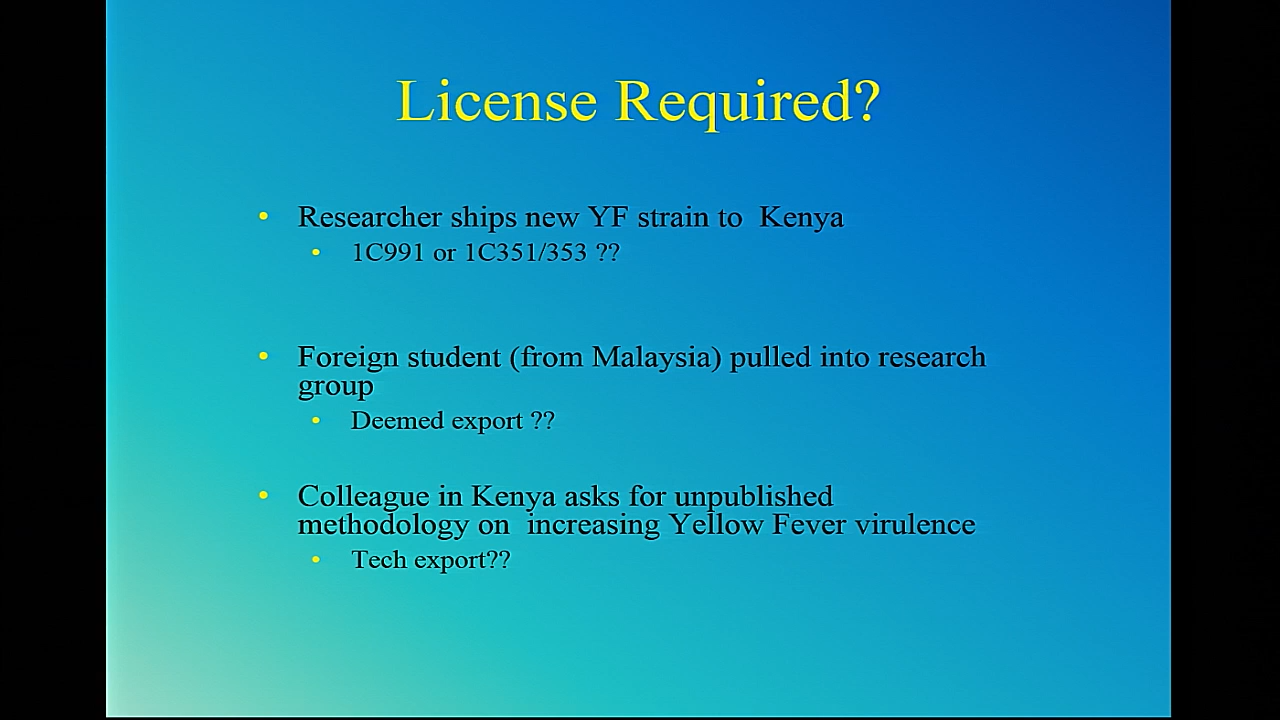 License Required?
Researcher ships new YF strain to  Kenya
1C991 or 1C351/353 ??
Foreign student (from Malaysia) pulled into research
group
Deemed export ??
Colleague in Kenya asks for unpublished
methodology on  increasing Yellow Fever virulence
Tech export??